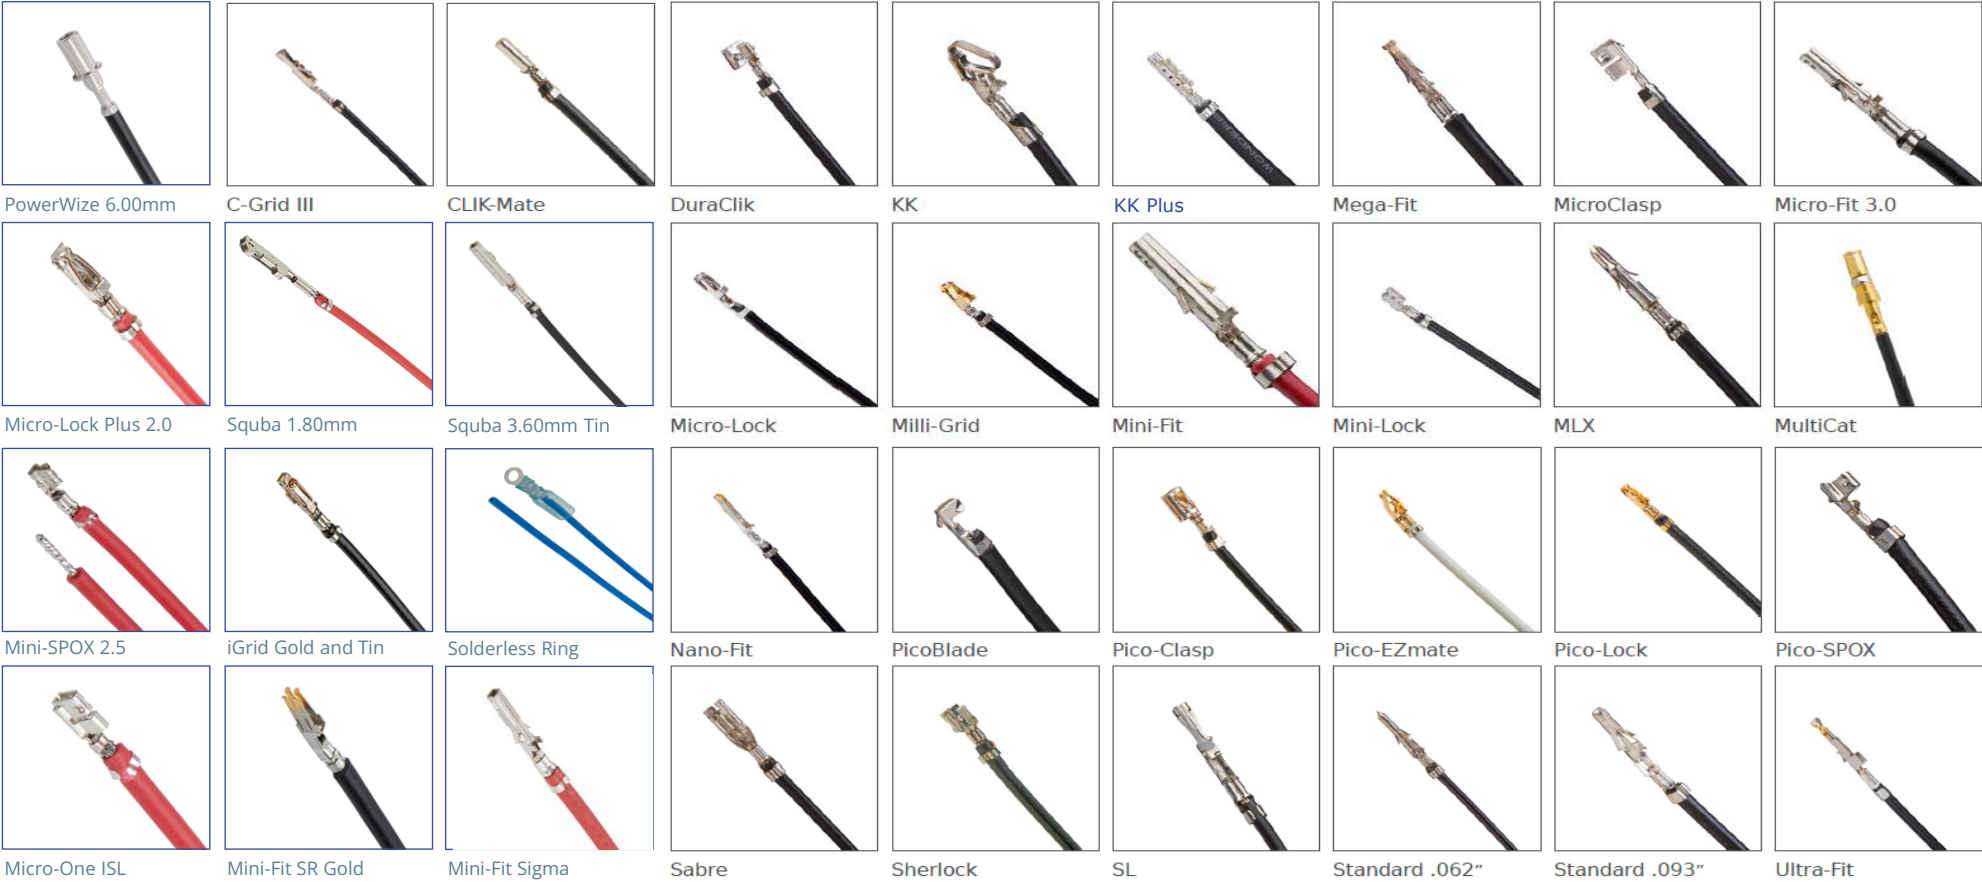 PowerWize 6.00mm
C-Grid III
CLIK-Mate
DuraClik
KK
KK Plus
Mega-Fit
MicroClasp
Micro-Fit 3.0
Micro-Lock Plus 2.0
Squba 1.80mm
Squba 3.60mm Tin
Micro-Lock
Milli-Grid
Mini-Fit
Mini-Lock
MLX
MultiCat
Mini-SPOX 2.5
iGrid Gold and Tin
Solderless Ring
Nano-Fit
PicoBlade
Pico-Clasp
Pico-EZmate
Pico-Lock
Pico-SPOX
Micro-One ISL
Mini-Fit SR Gold
Mini-Fit Sigma
Sabre
Sherlock
SL
Standard .062”
Standard .093”
Ultra-Fit